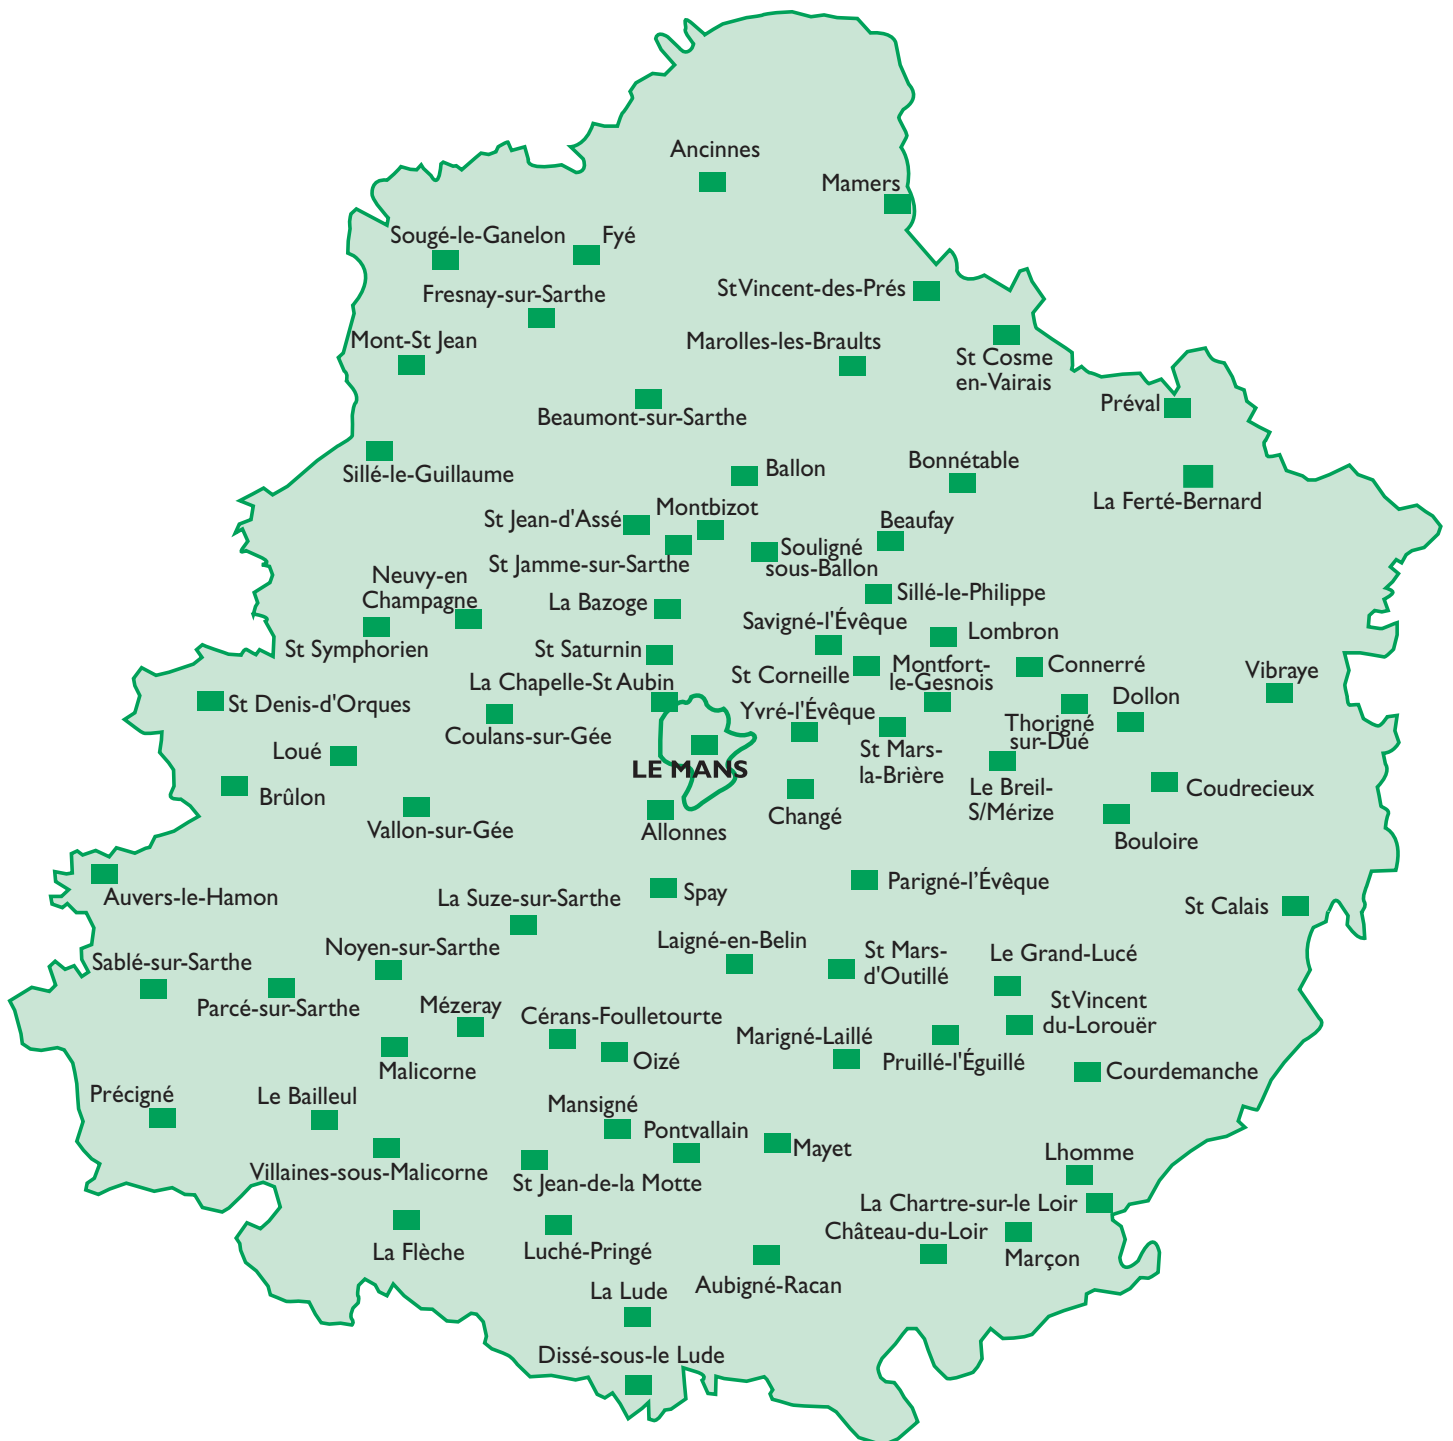 Ancinnes
Mamers
Sougé-le-Ganelon
Fyé
St Vincent-des-Prés
Fresnay-sur-Sarthe
Mont-St Jean
Marolles-les-Braults
St Cosme
en-Vairais
Préval
Beaumont-sur-Sarthe
Sillé-le-Guillaume
Ballon
Bonnétable
La Ferté-Bernard
Montbizot
St Jean-d'Assé
Beaufay
Souligné
sous-Ballon
St Jamme-sur-Sarthe
Neuvy-en
Champagne
La Bazoge
Sillé-le-Philippe
Savigné-l'Évêque
Lombron
St Symphorien
St Saturnin
St Corneille
Montfort-
le-Gesnois
Connerré
Vibraye
La Chapelle-St Aubin
Dollon
St Denis-d'Orques
Yvré-l'Évêque
Thorigné
sur-Dué
Coulans-sur-Gée
Loué
St Mars-
la-Brière
LE MANS
Le Breil-
S/Mérize
Coudrecieux
Brûlon
Changé
Vallon-sur-Gée
Allonnes
Bouloire
Auvers-le-Hamon
La Suze-sur-Sarthe
Spay
Parigné-l'Évêque
St Calais
Noyen-sur-Sarthe
Laigné-en-Belin
St Mars-
d'Outillé
Le Grand-Lucé
Sablé-sur-Sarthe
Parcé-sur-Sarthe
Mézeray
Cérans-Foulletourte
St Vincent
du-Lorouër
Marigné-Laillé
Oizé
Pruillé-l'Éguillé
Malicorne
Courdemanche
Précigné
Le Bailleul
Mansigné
Pontvallain
Mayet
Lhomme
Villaines-sous-Malicorne
St Jean-de-la Motte
La Chartre-sur-le Loir
Château-du-Loir
La Flèche
Luché-Pringé
Marçon
La Lude
Aubigné-Racan
Dissé-sous-le Lude